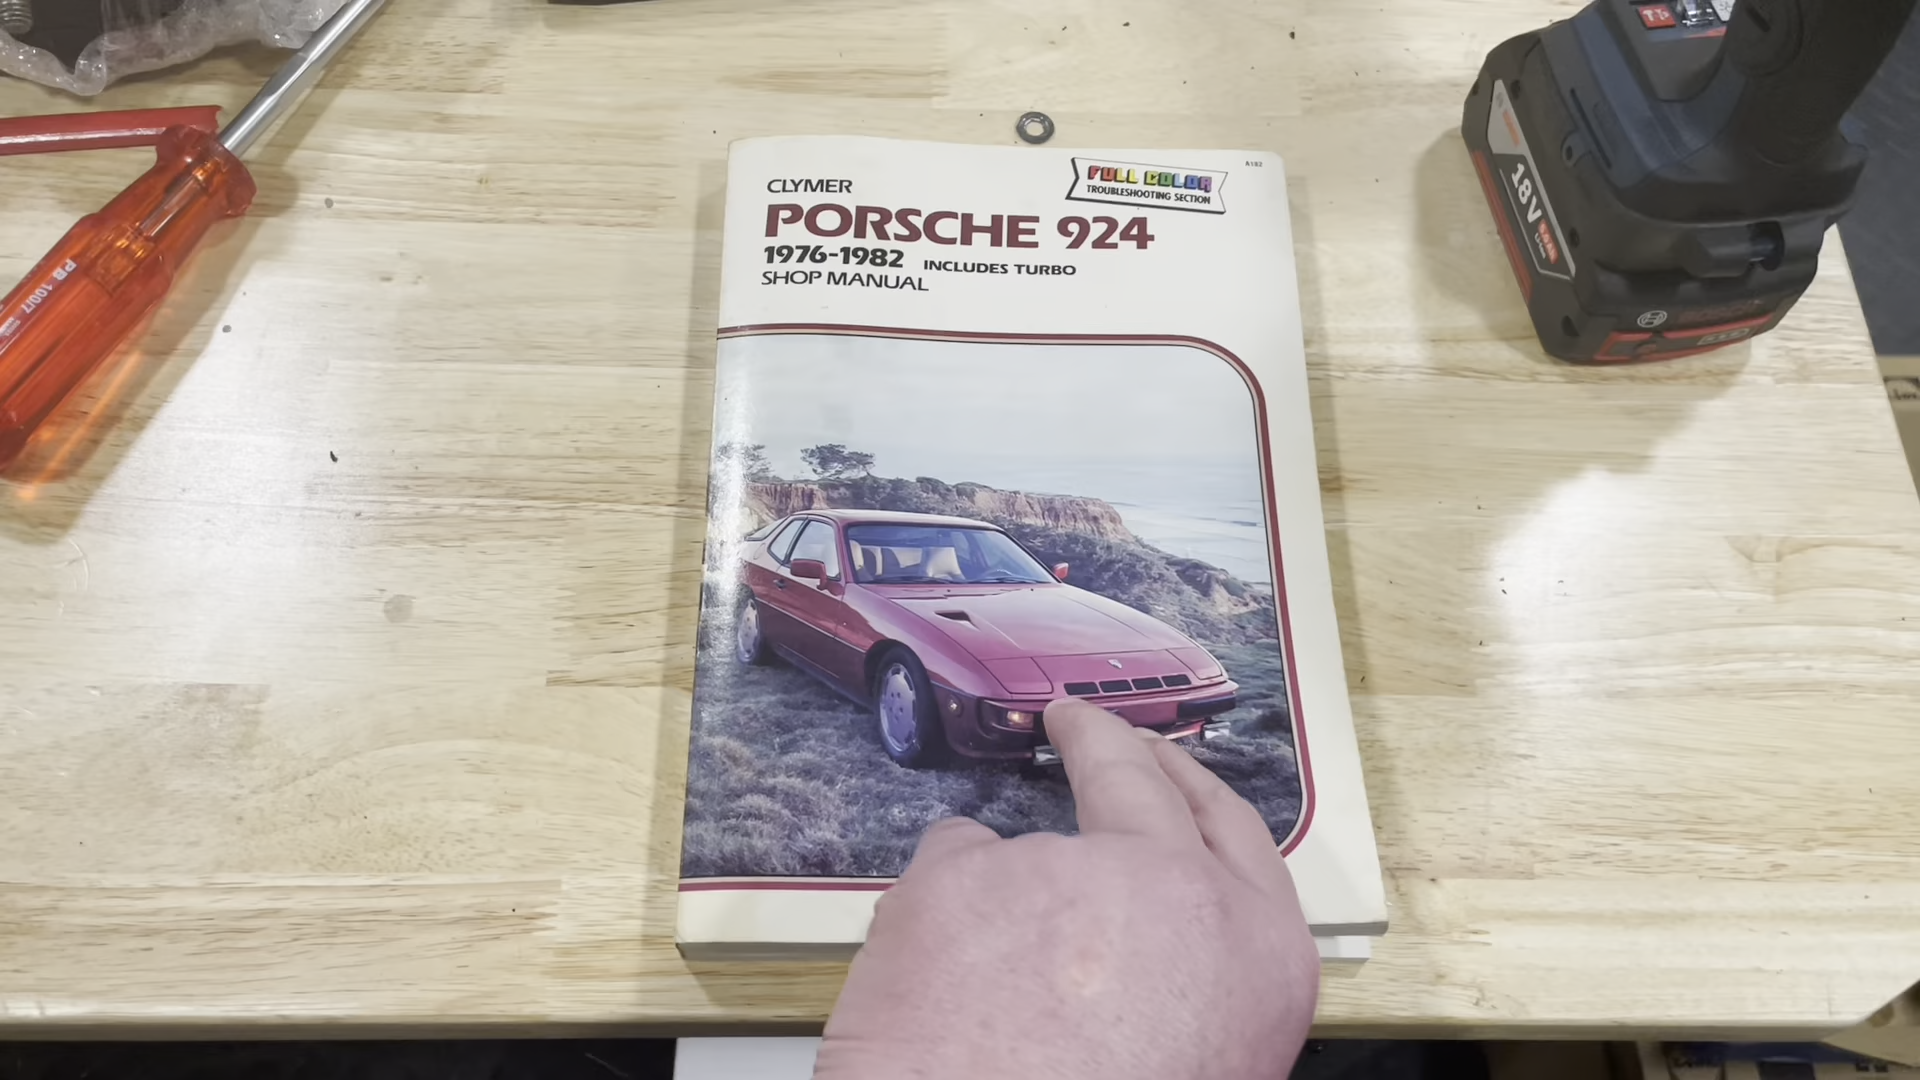 CLYMER
PORSCHE 924
1976-1982 INCLUDES TURBO
SHOP MANUAL
FULL COLOR
TROUBLESHOOTING SECTION
A182
PB 100/7
18V